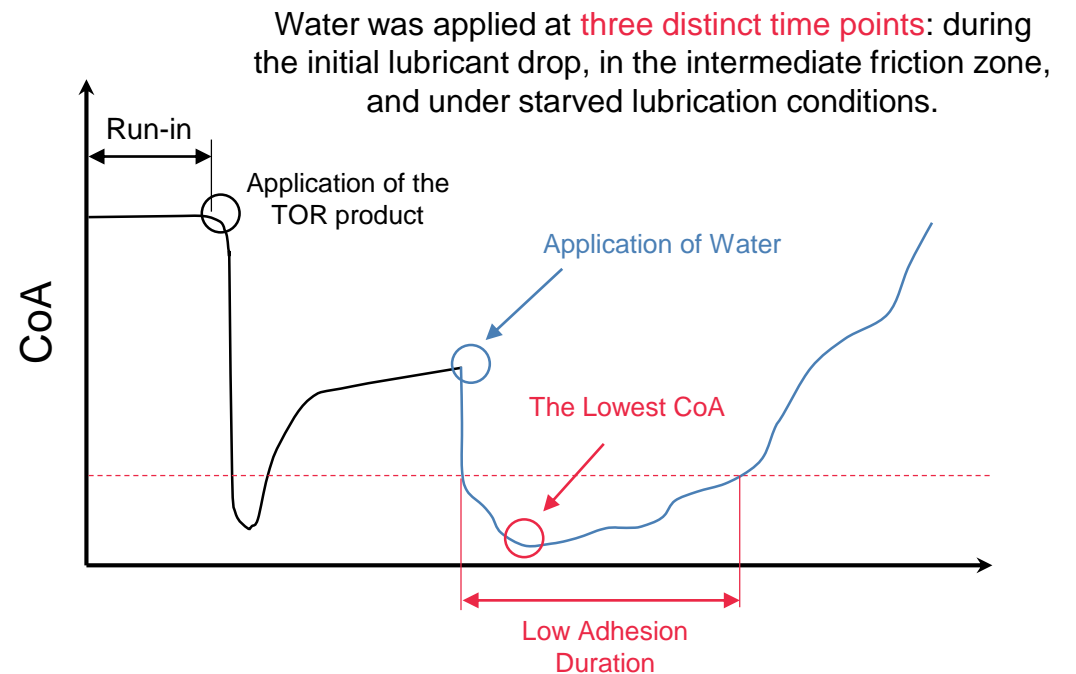 Water was applied at three distinct time points: during
the initial lubricant drop, in the intermediate friction zone,
and under starved lubrication conditions.
Run-in
Application of the
TOR product
Application of Water
CoA
The Lowest CoA
Low Adhesion
Duration